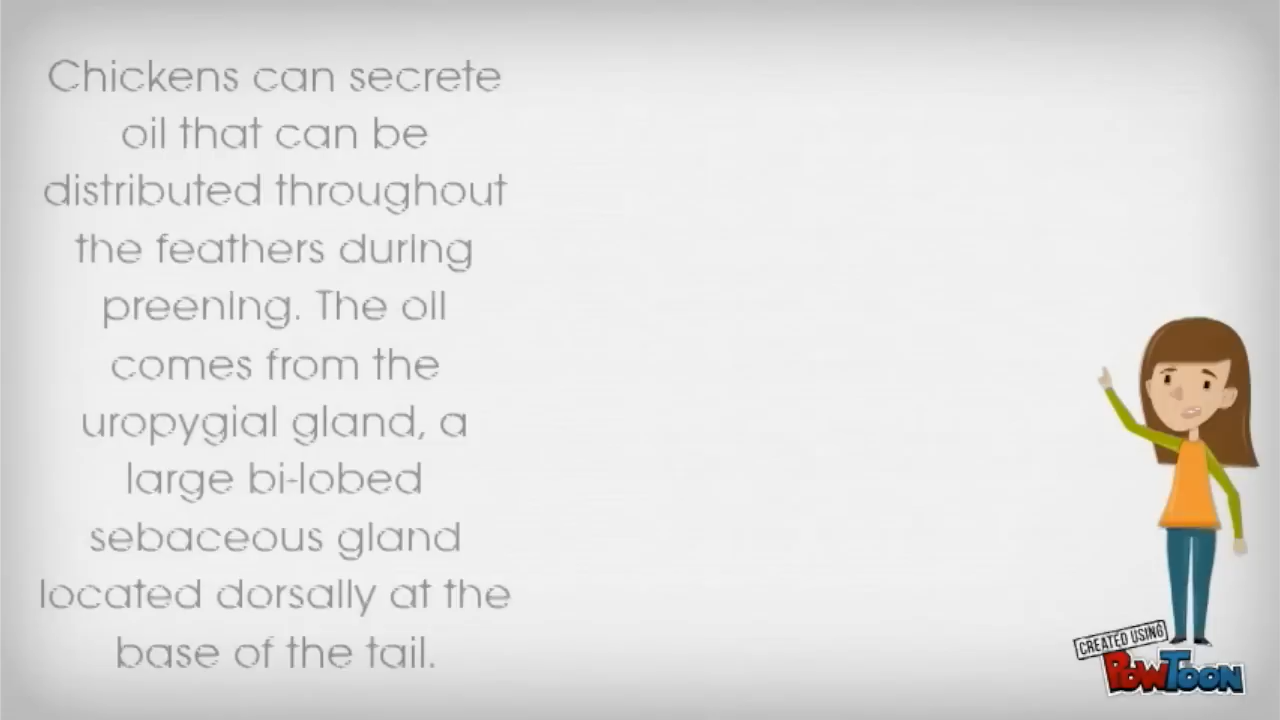 Chickens can secrete
oil that can be
distributed throughout
the feathers during
preening. The oil
comes from the
uropygial gland, a
large bi-lobed
sebaceous gland
located dorsally at the
base of the tail.
CREATED USING
POWTOON